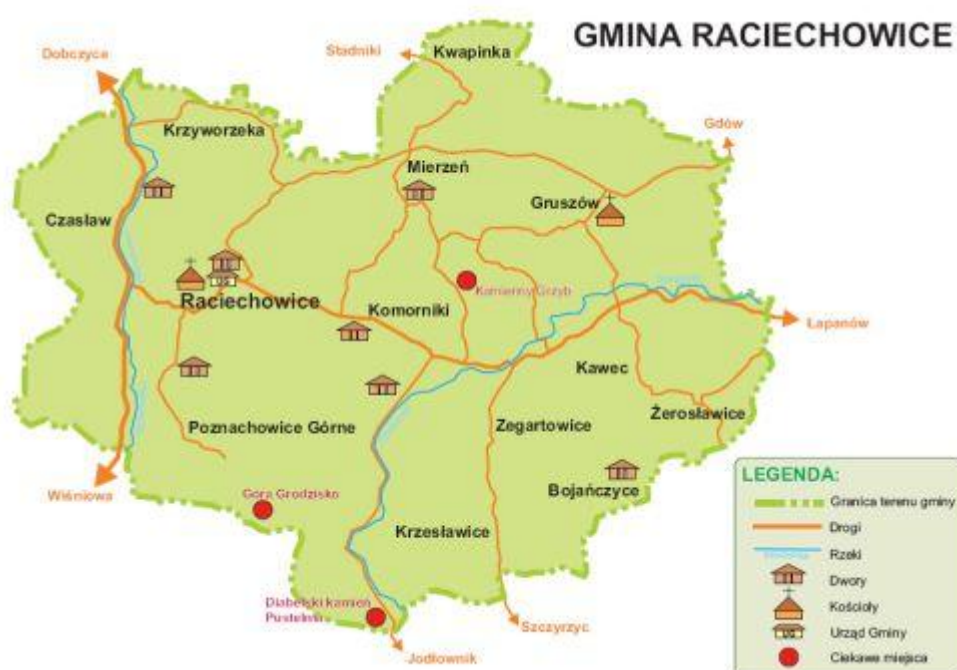 GMINA RACIECHOWICE
Dobczyce
Stadniki
Kwapinka
Gdów
Krzyworzeka
Mierzeń
Gruszów
Czasław
Kamienny Grzyb
UG
Raciechowice
Komorniki
Łapanów
Kawec
Żerosławice
Poznachowice Górne
Zegartowice
Wiśniowa
Góra Grodzisko
Bojańczyce
Krzesławice
Diabelski kamień
Pustelnia
Szczyrzyc
Jodłownik
LEGENDA:
Granica terenu gminy
Drogi
Rzeki
Dwory
Kościoły
UG
Urząd Gminy
Ciekawe miejsca